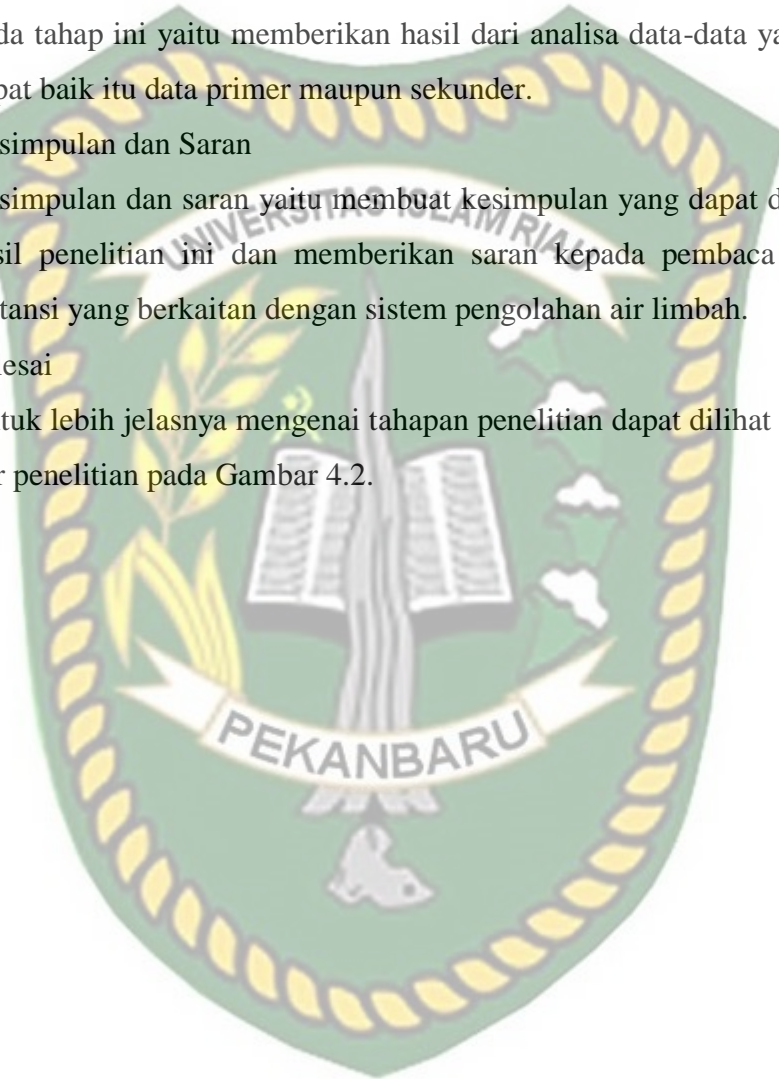 da tahap ini yaitu memberikan hasil dari analisa data-data ya
pat baik itu data primer maupun sekunder.
simpulan dan Saran
simpulan dan saran yaitu membuat kesimpulan yang dapat d
UNIVERSITAS ISLAM RIAU
sil penelitian ini dan memberikan saran kepada pembaca
tansi yang berkaitan dengan sistem pengolahan air limbah.
lesai
tuk lebih jelasnya mengenai tahapan penelitian dapat dilihat
r penelitian pada Gambar 4.2.
PEKANBARU